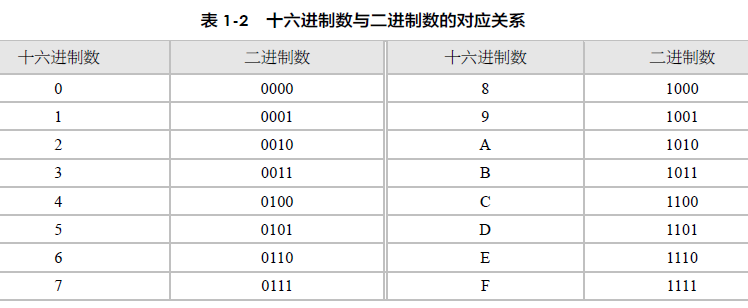 表 1-2 十六进制数与二进制数的对应关系
十六进制数 二进制数 十六进制数 二进制数
0 0000 8 1000
1 0001 9 1001
2 0010 A 1010
3 0011 B 1011
4 0100 C 1100
5 0101 D 1101
6 0110 E 1110
7 0111 F 1111